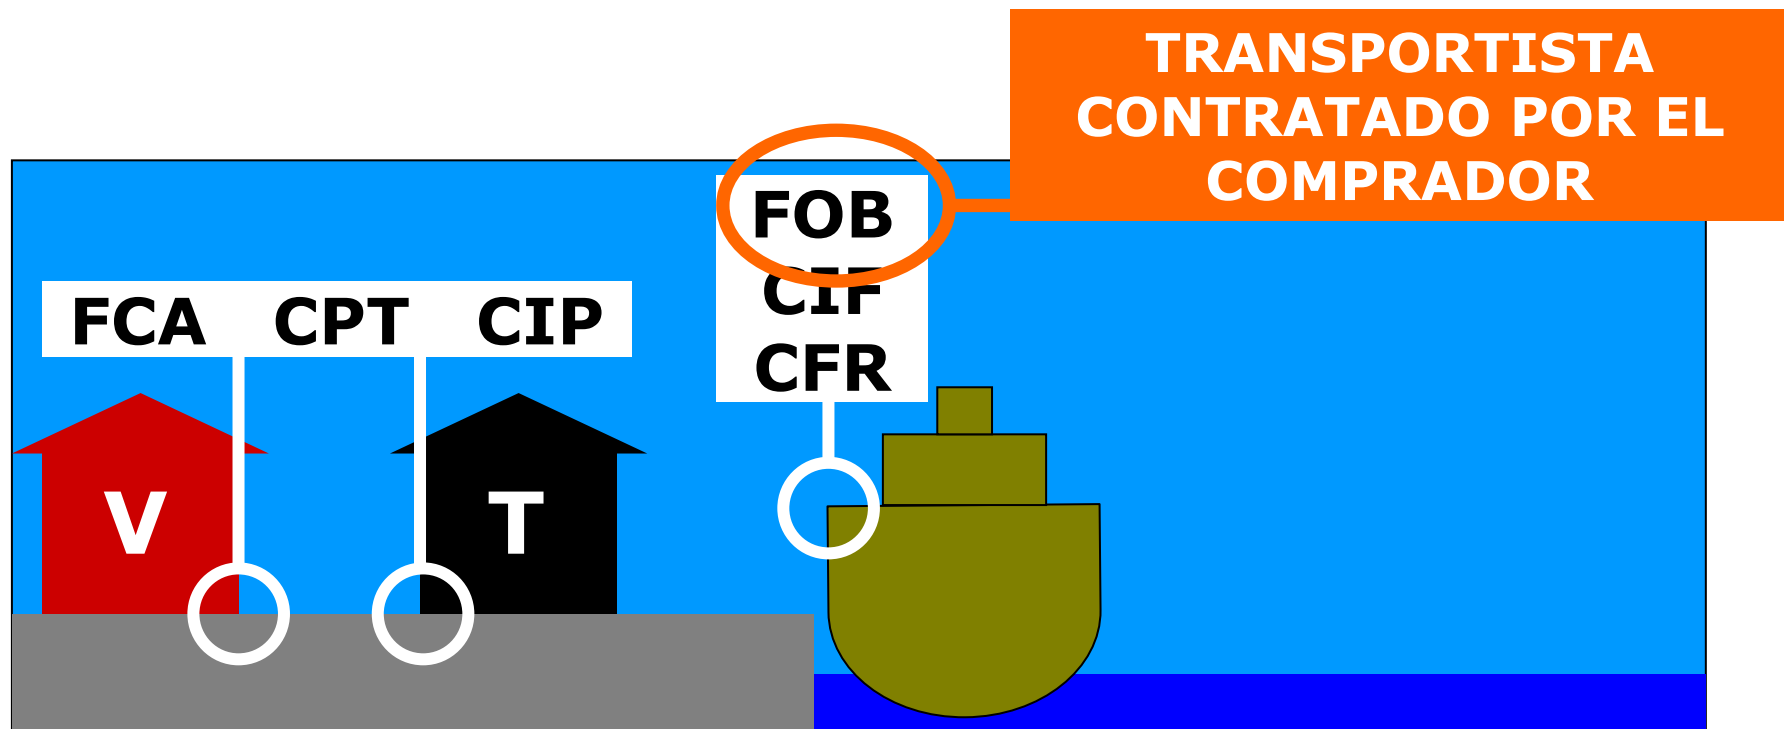 TRANSPORTISTA
CONTRATADO POR EL
COMPRADOR
FOB
CIF
CFR
FCA CPT CIP
V T